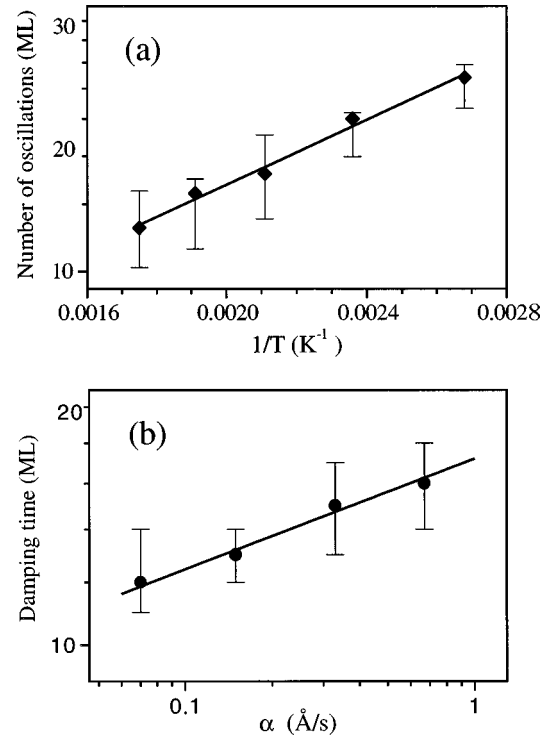 30
(a)
20
10
Number of oscillations (ML)
0.0016 0.0020 0.0024 0.0028
1/T (K⁻¹)
20
(b)
10
Damping time (ML)
0.1 1
α (Å/s)